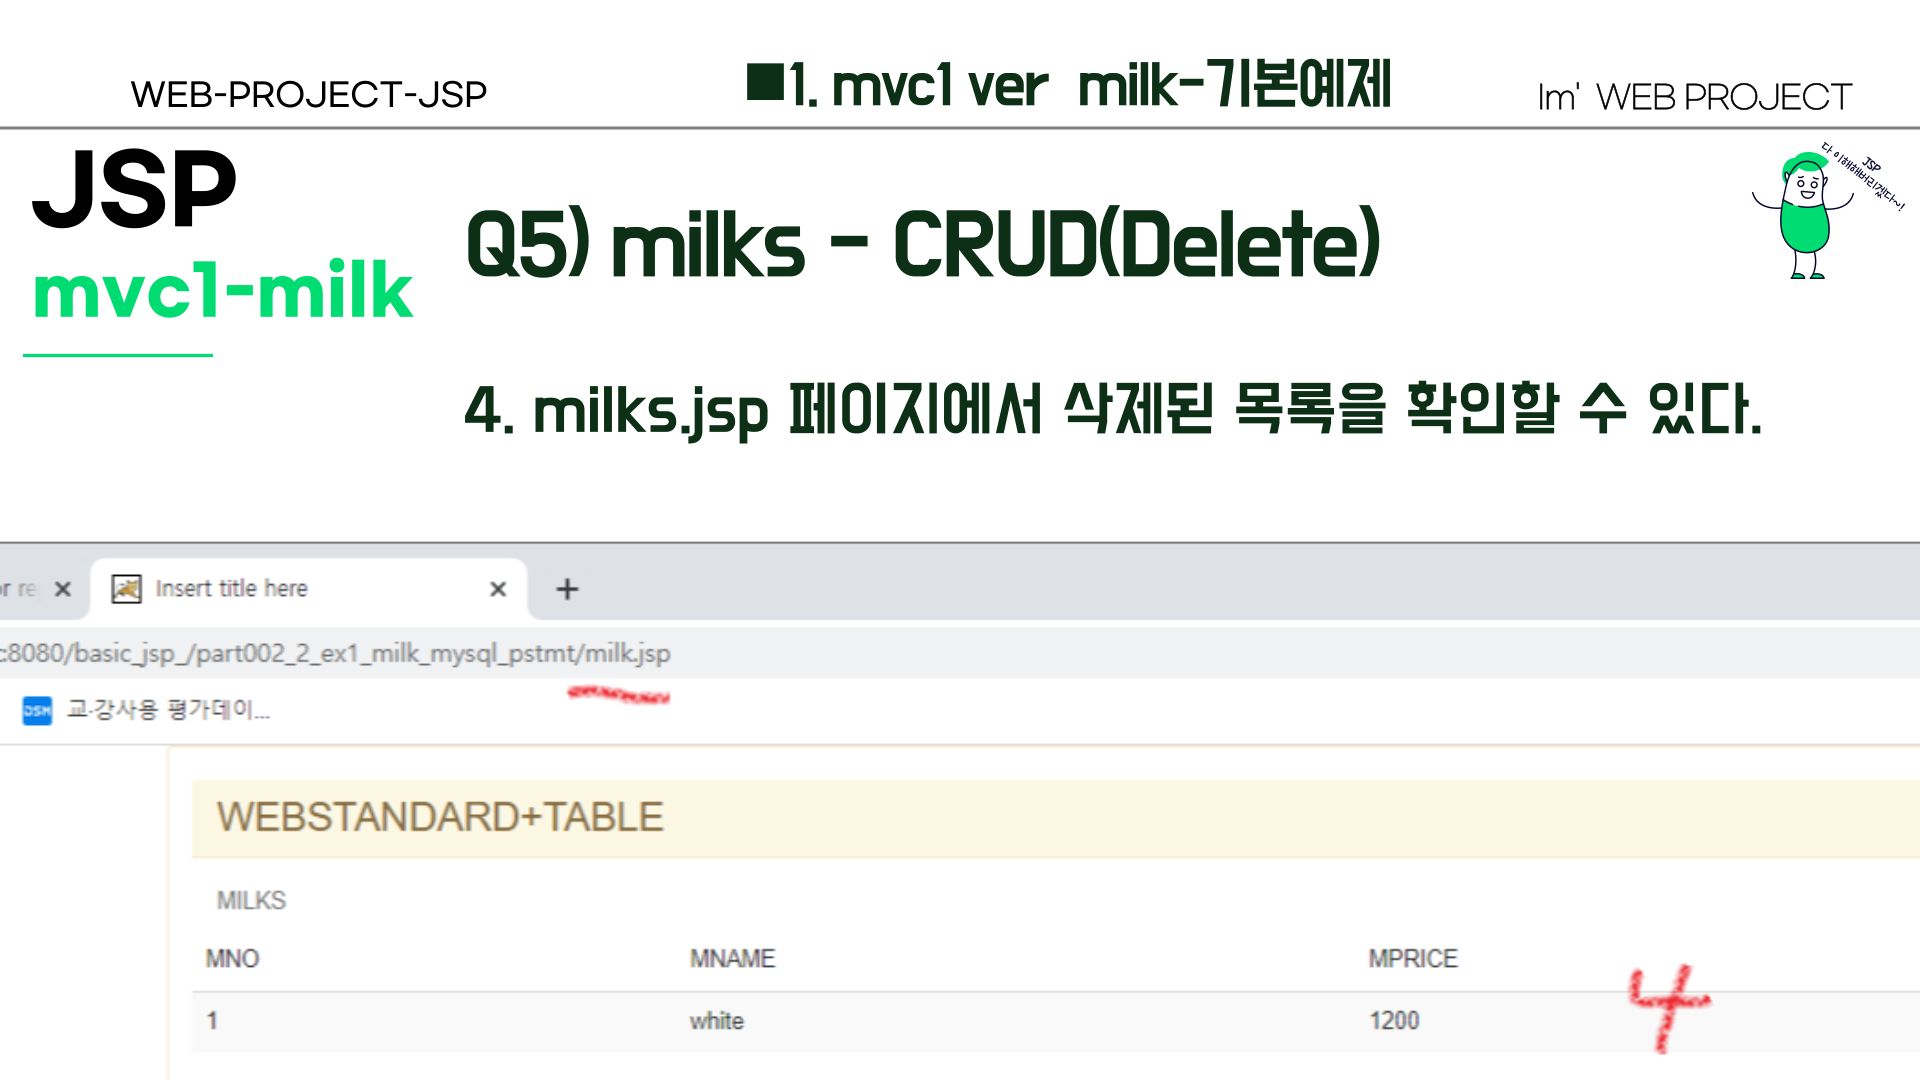 WEB-PROJECT-JSP
■1. mvc1 ver milk-기본예제
Im' WEB PROJECT
JSP
mvc1-milk
JSP
다 이해해버리겠다~!
Q5) milks - CRUD(Delete)
4. milks.jsp 페이지에서 삭제된 목록을 확인할 수 있다.
or re
Insert title here
:8080/basic_jsp_/part002_2_ex1_milk_mysql_pstmt/milk.jsp
DSM 교·강사용 평가데이...
WEBSTANDARD+TABLE
MILKS
MNO MNAME MPRICE
1 white 1200
4